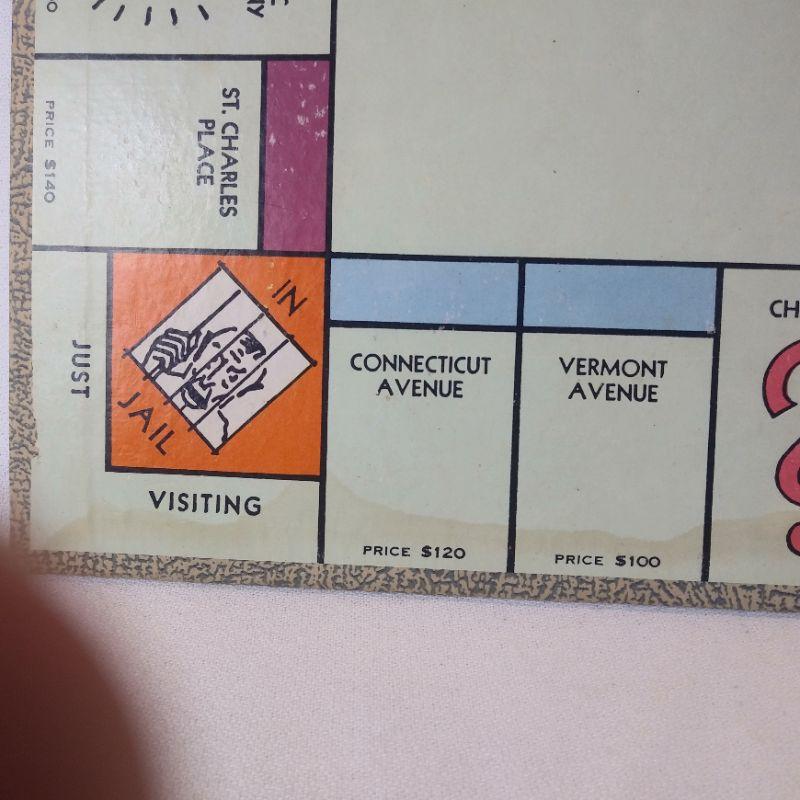 ST. CHARLES
PLACE
PRICE $140
IN
JAIL
JUST
VISITING
CONNECTICUT
AVENUE
PRICE $120
VERMONT
AVENUE
PRICE $100
CH